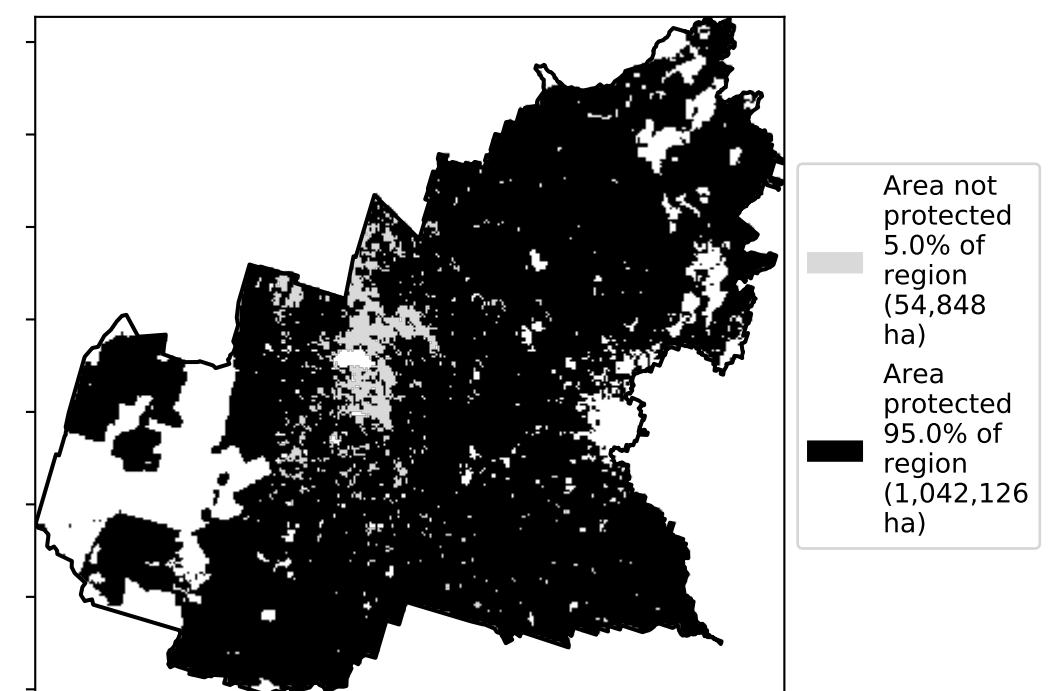 Area not
protected
5.0% of
region
(54,848
ha)
Area
protected
95.0% of
region
(1,042,126
ha)